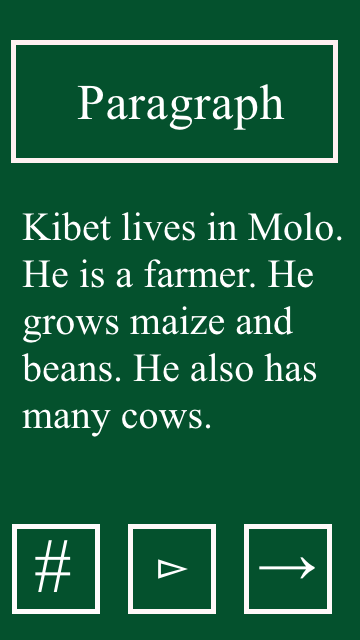 Paragraph
Kibet lives in Molo.
He is a farmer. He
grows maize and
beans. He also has
many cows.
# ▻ →